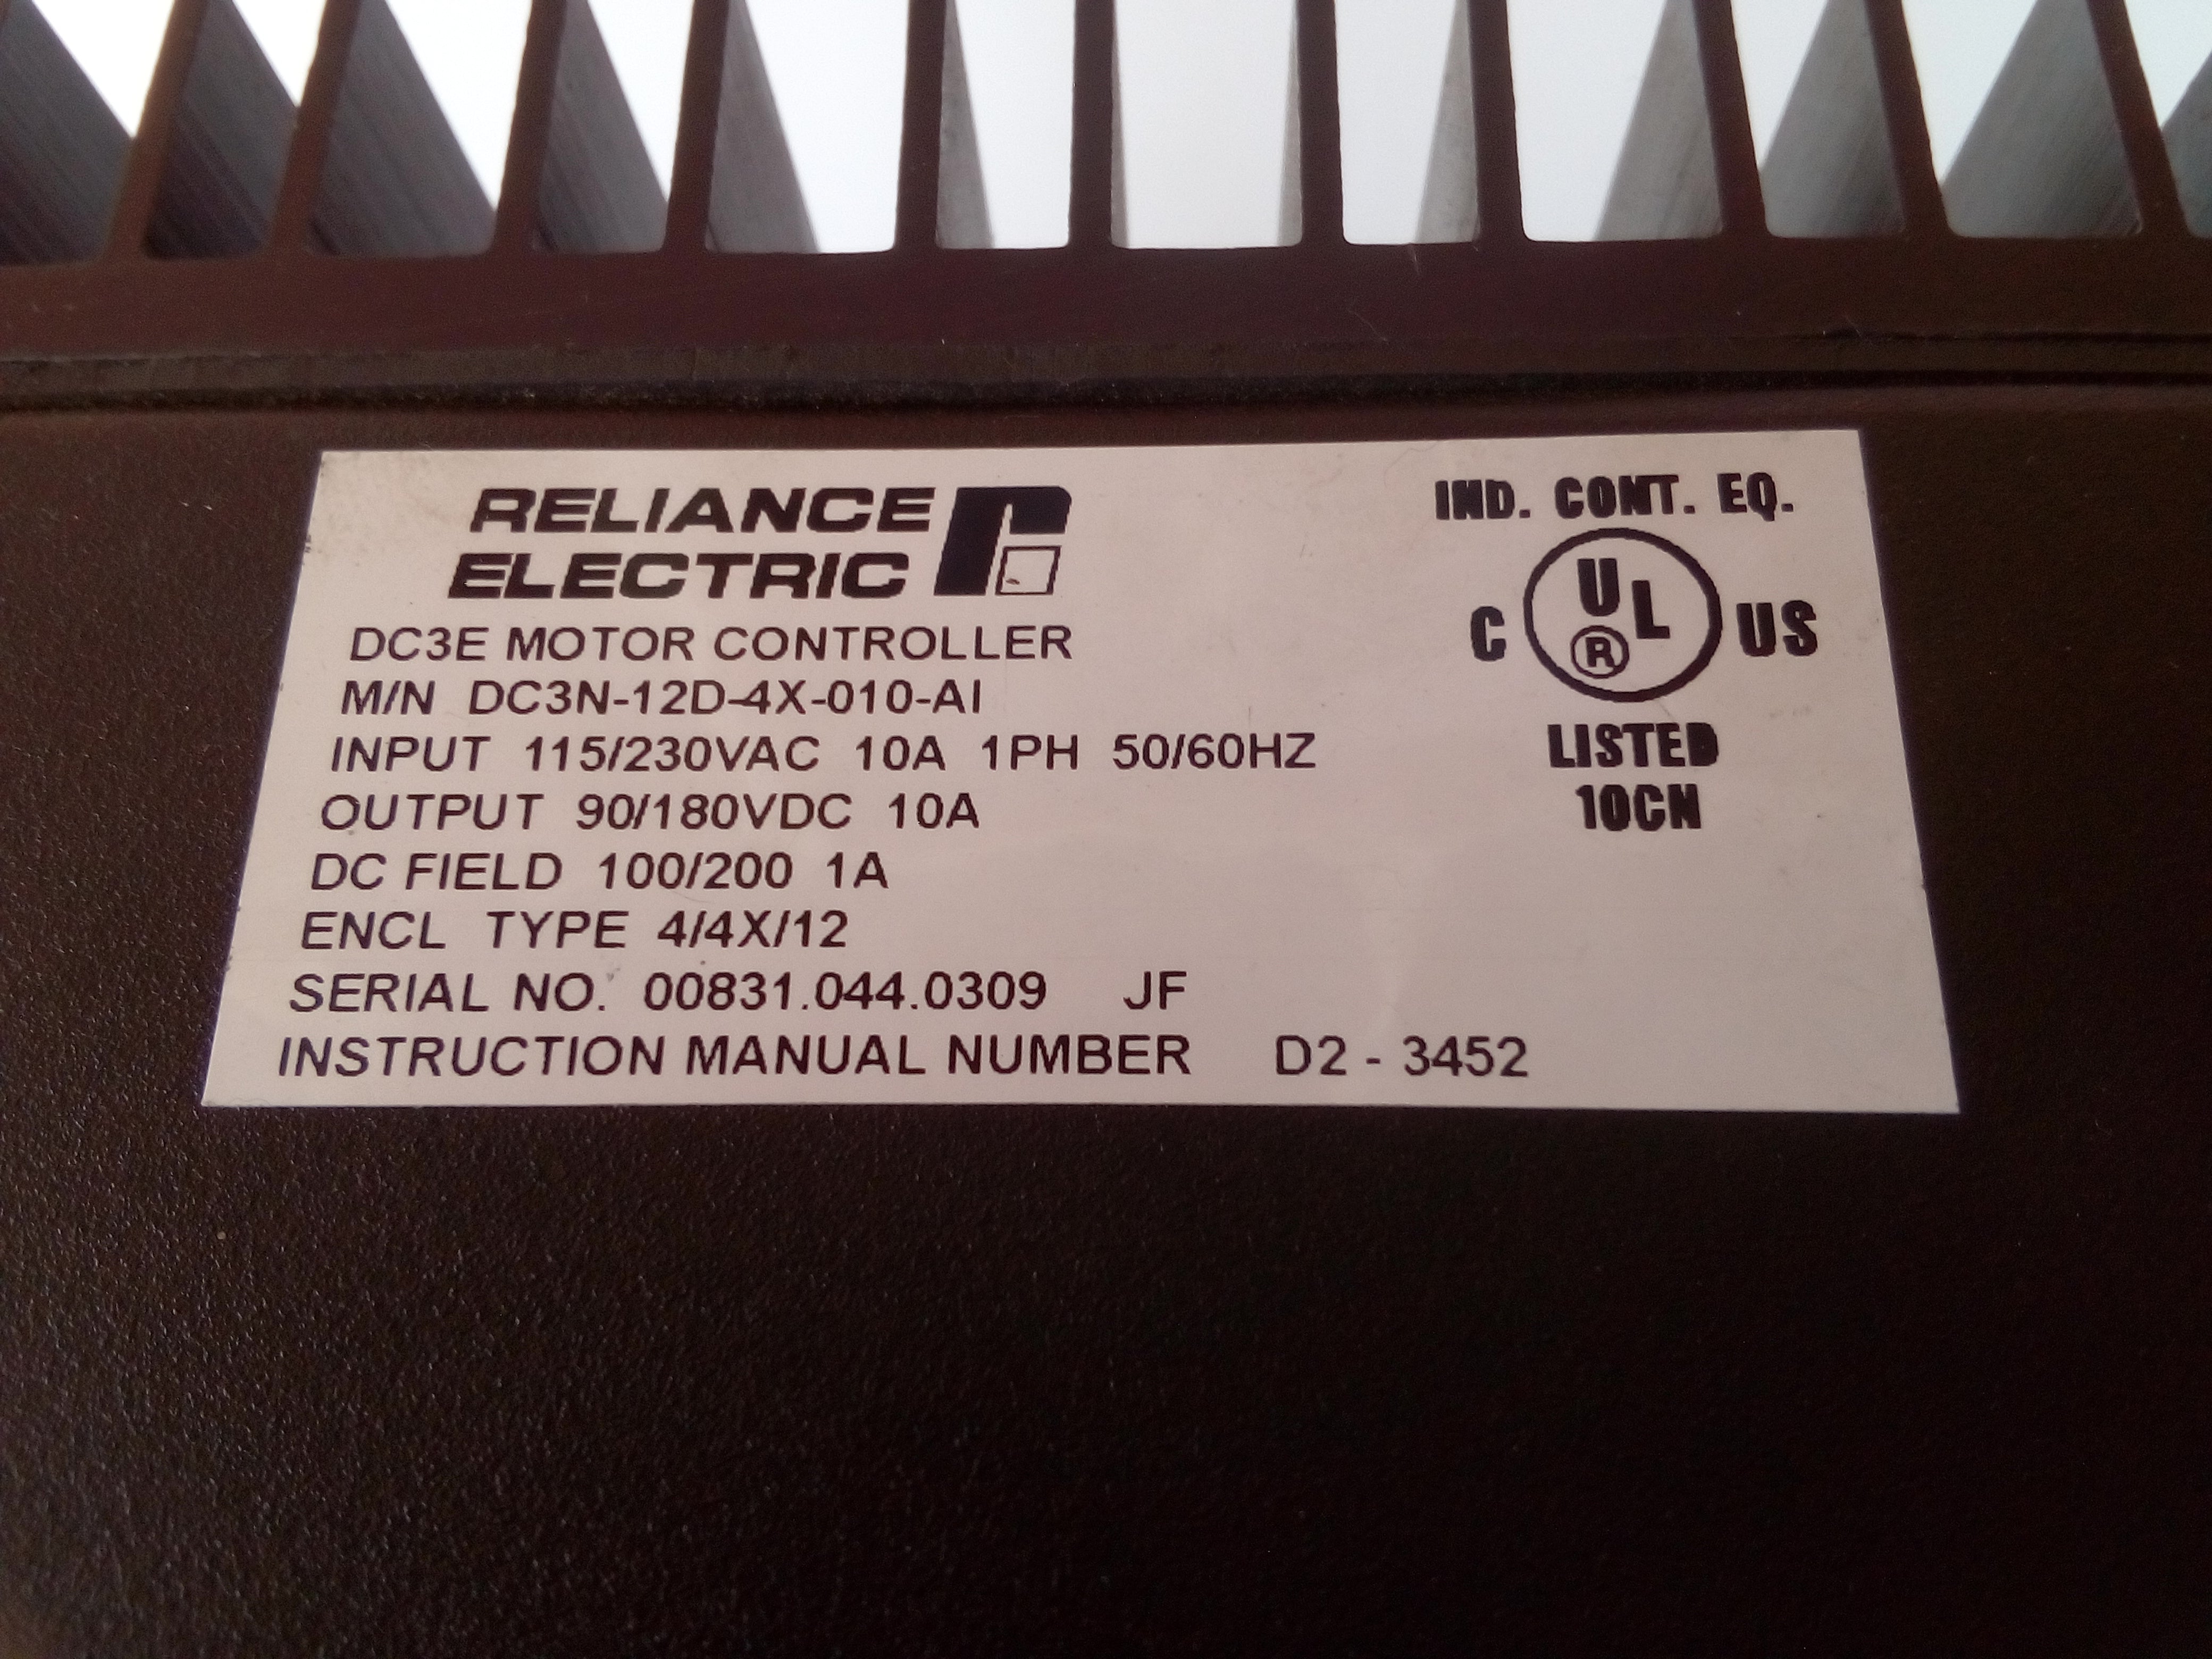 RELIANCE
ELECTRIC
DC3E MOTOR CONTROLLER
M/N DC3N-12D-4X-010-AI
INPUT 115/230VAC 10A 1PH 50/60HZ
OUTPUT 90/180VDC 10A
DC FIELD 100/200 1A
ENCL TYPE 4/4X/12
SERIAL NO. 00831.044.0309 JF
INSTRUCTION MANUAL NUMBER D2 - 3452
IND. CONT. EQ.
C UL® US
LISTED
10CN